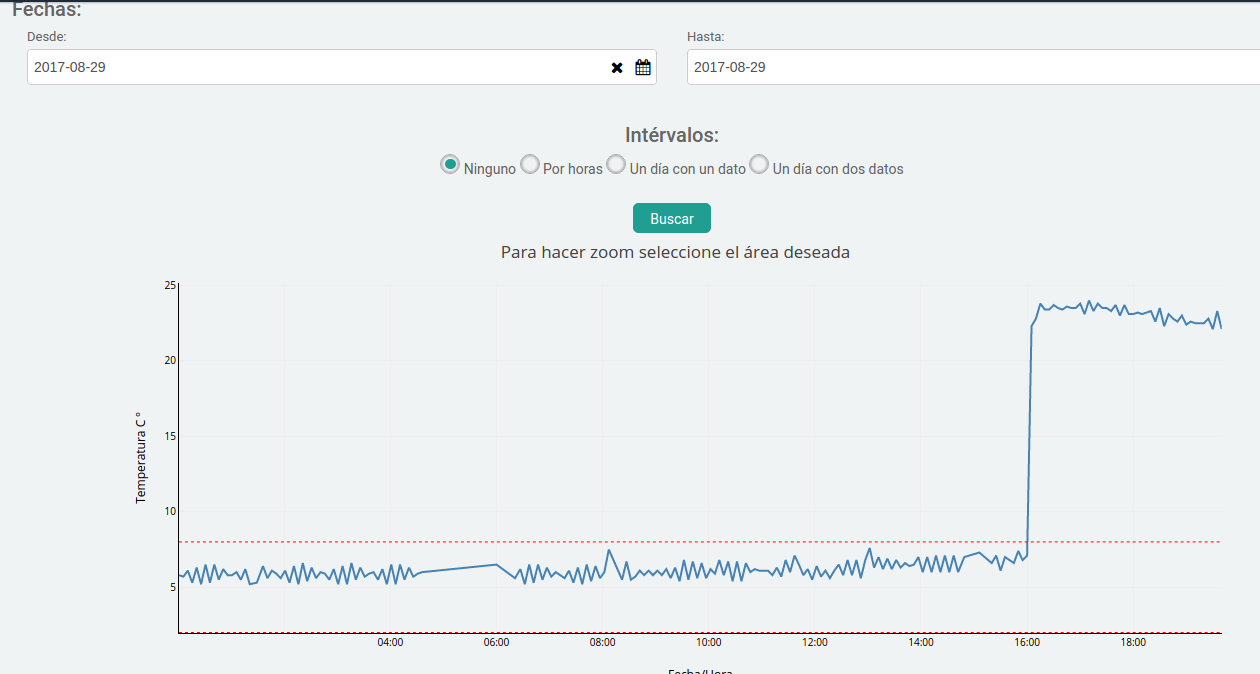 Fechas:
Desde: Hasta:
2017-08-29 2017-08-29
Intérvalos:
Ninguno Por horas Un día con un dato Un día con dos datos
Buscar
Para hacer zoom seleccione el área deseada
25
20
15
10
5
Temperatura C °
04:00 06:00 08:00 10:00 12:00 14:00 16:00 18:00
Fecha/Hora